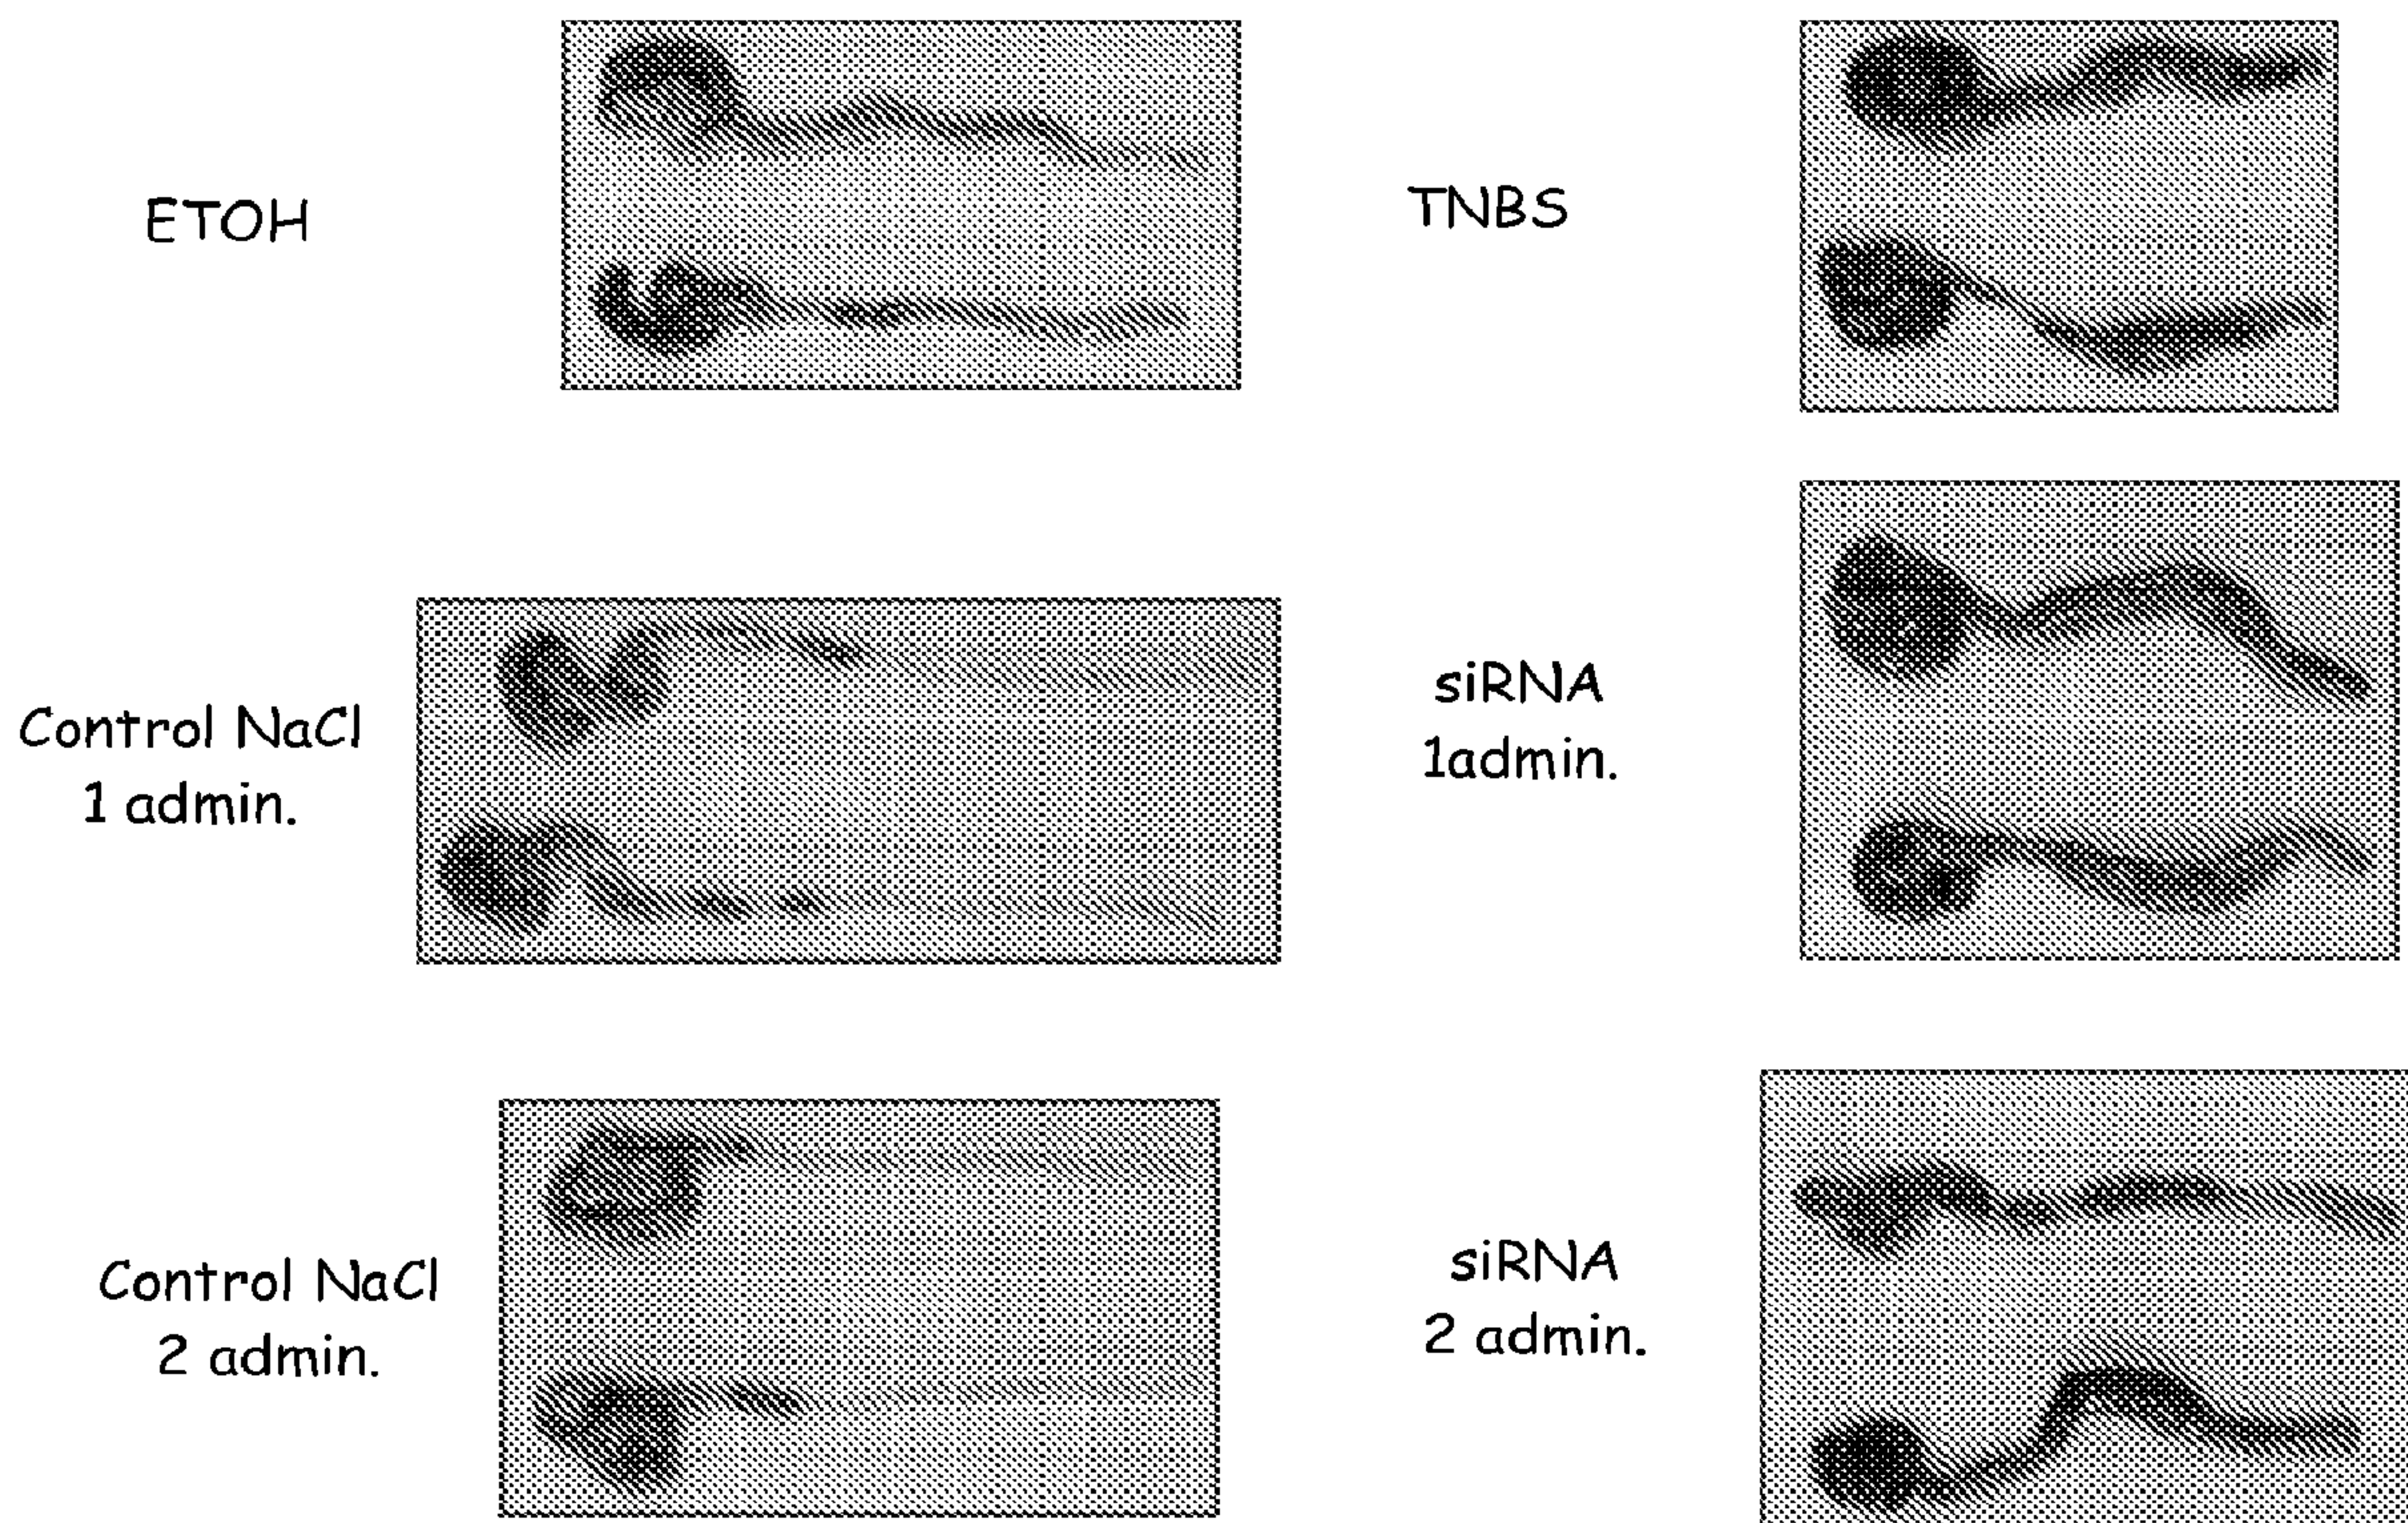 ETOH
TNBS
Control NaCl
1 admin.
siRNA
1admin.
Control NaCl
2 admin.
siRNA
2 admin.